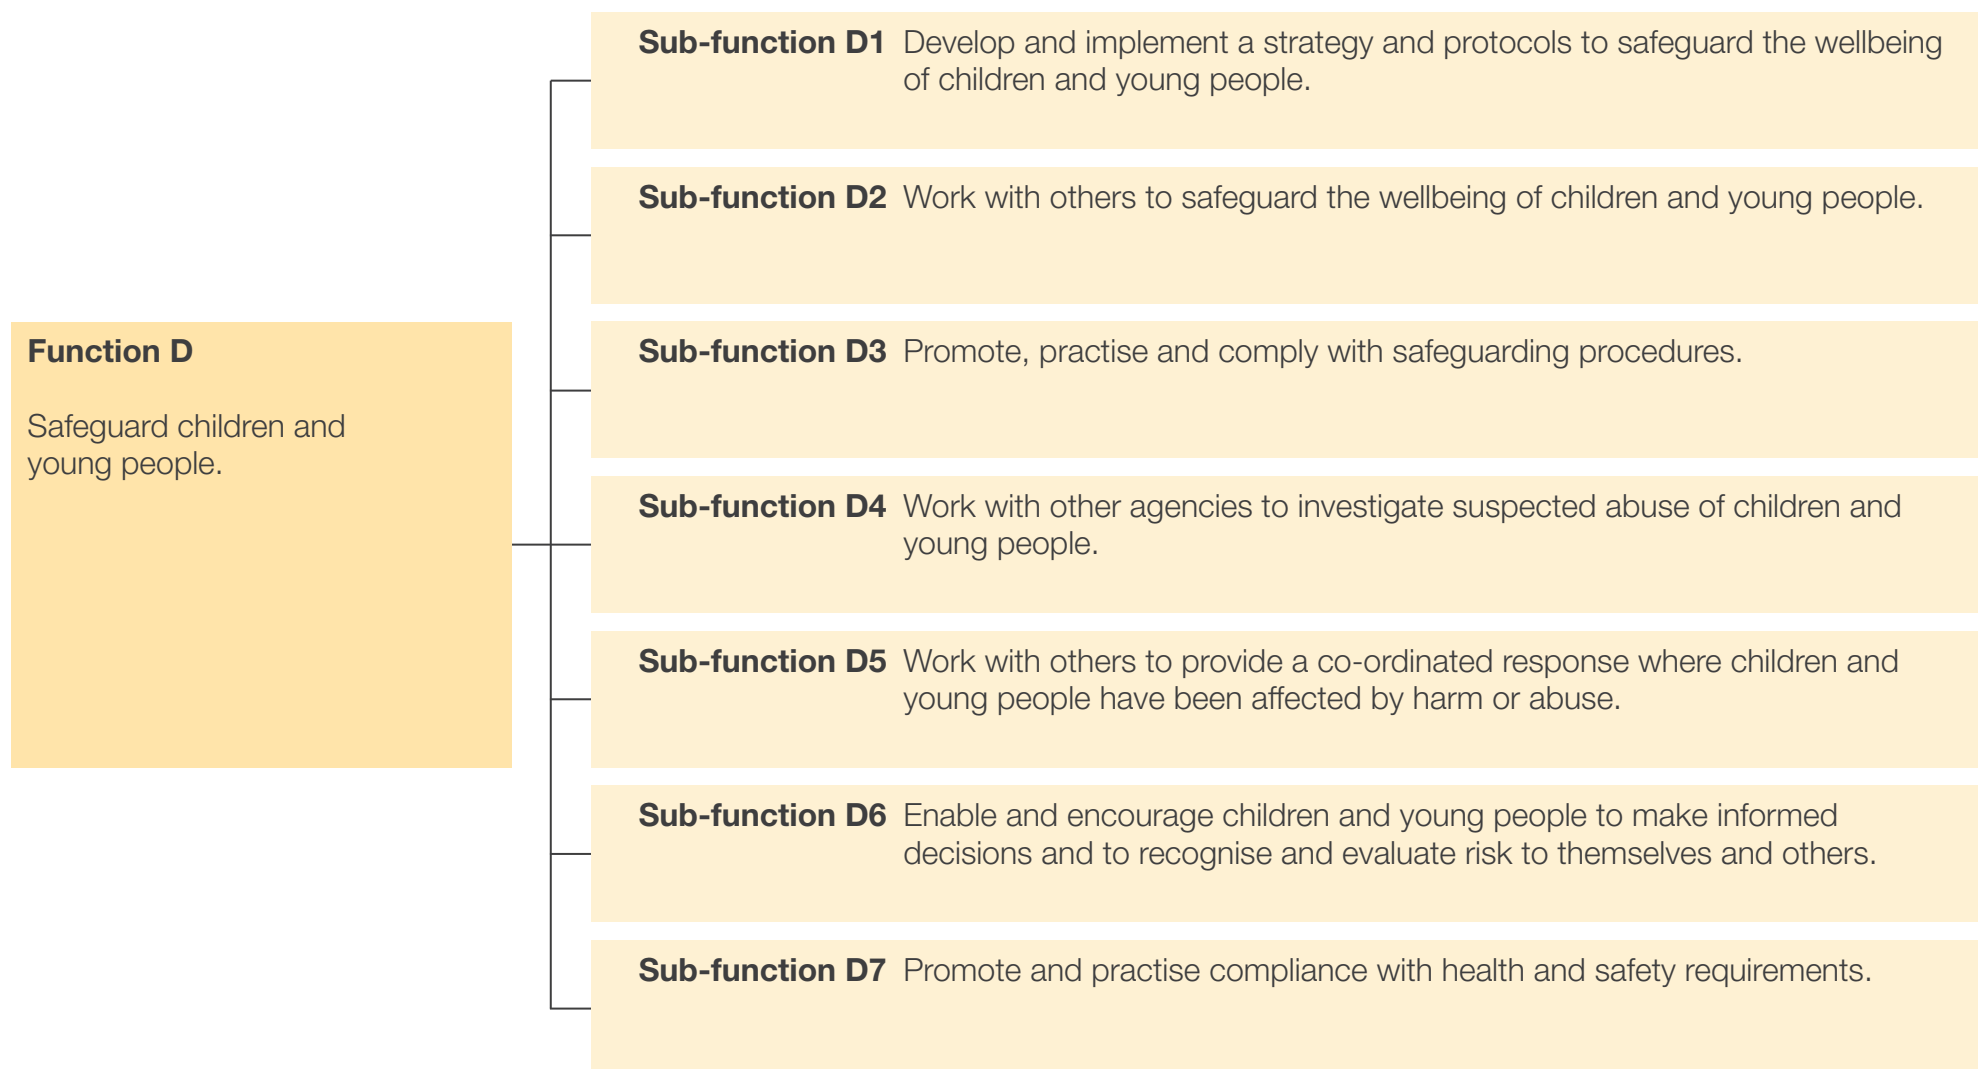 Function D
Safeguard children and
young people.
Sub-function D1 Develop and implement a strategy and protocols to safeguard the wellbeing
of children and young people.
Sub-function D2 Work with others to safeguard the wellbeing of children and young people.
Sub-function D3 Promote, practise and comply with safeguarding procedures.
Sub-function D4 Work with other agencies to investigate suspected abuse of children and
young people.
Sub-function D5 Work with others to provide a co-ordinated response where children and
young people have been affected by harm or abuse.
Sub-function D6 Enable and encourage children and young people to make informed
decisions and to recognise and evaluate risk to themselves and others.
Sub-function D7 Promote and practise compliance with health and safety requirements.